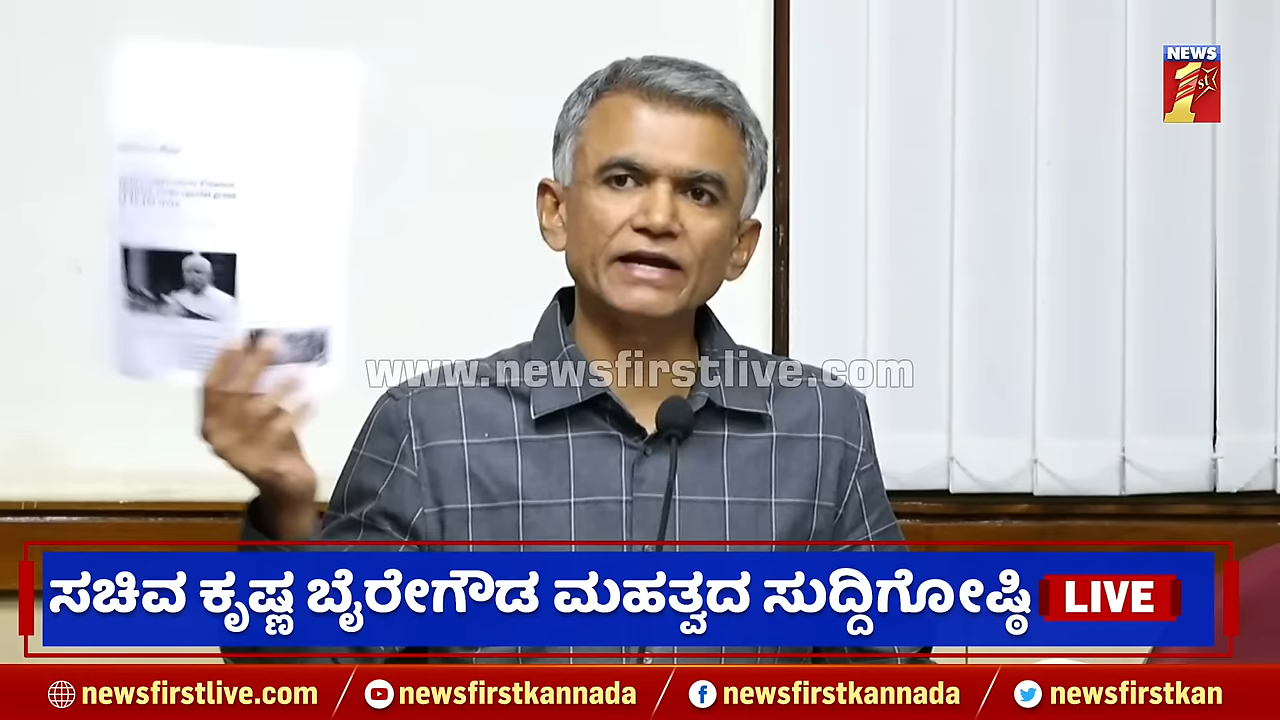 NEWS
1st
www.newsfirstlive.com
ಸಚಿವ ಕೃಷ್ಣ ಬೈರೇಗೌಡ ಮಹತ್ವದ ಸುದ್ದಿಗೋಷ್ಠಿ LIVE
newsfirstlive.com newsfirstkannada newsfirstkannada newsfirstkan